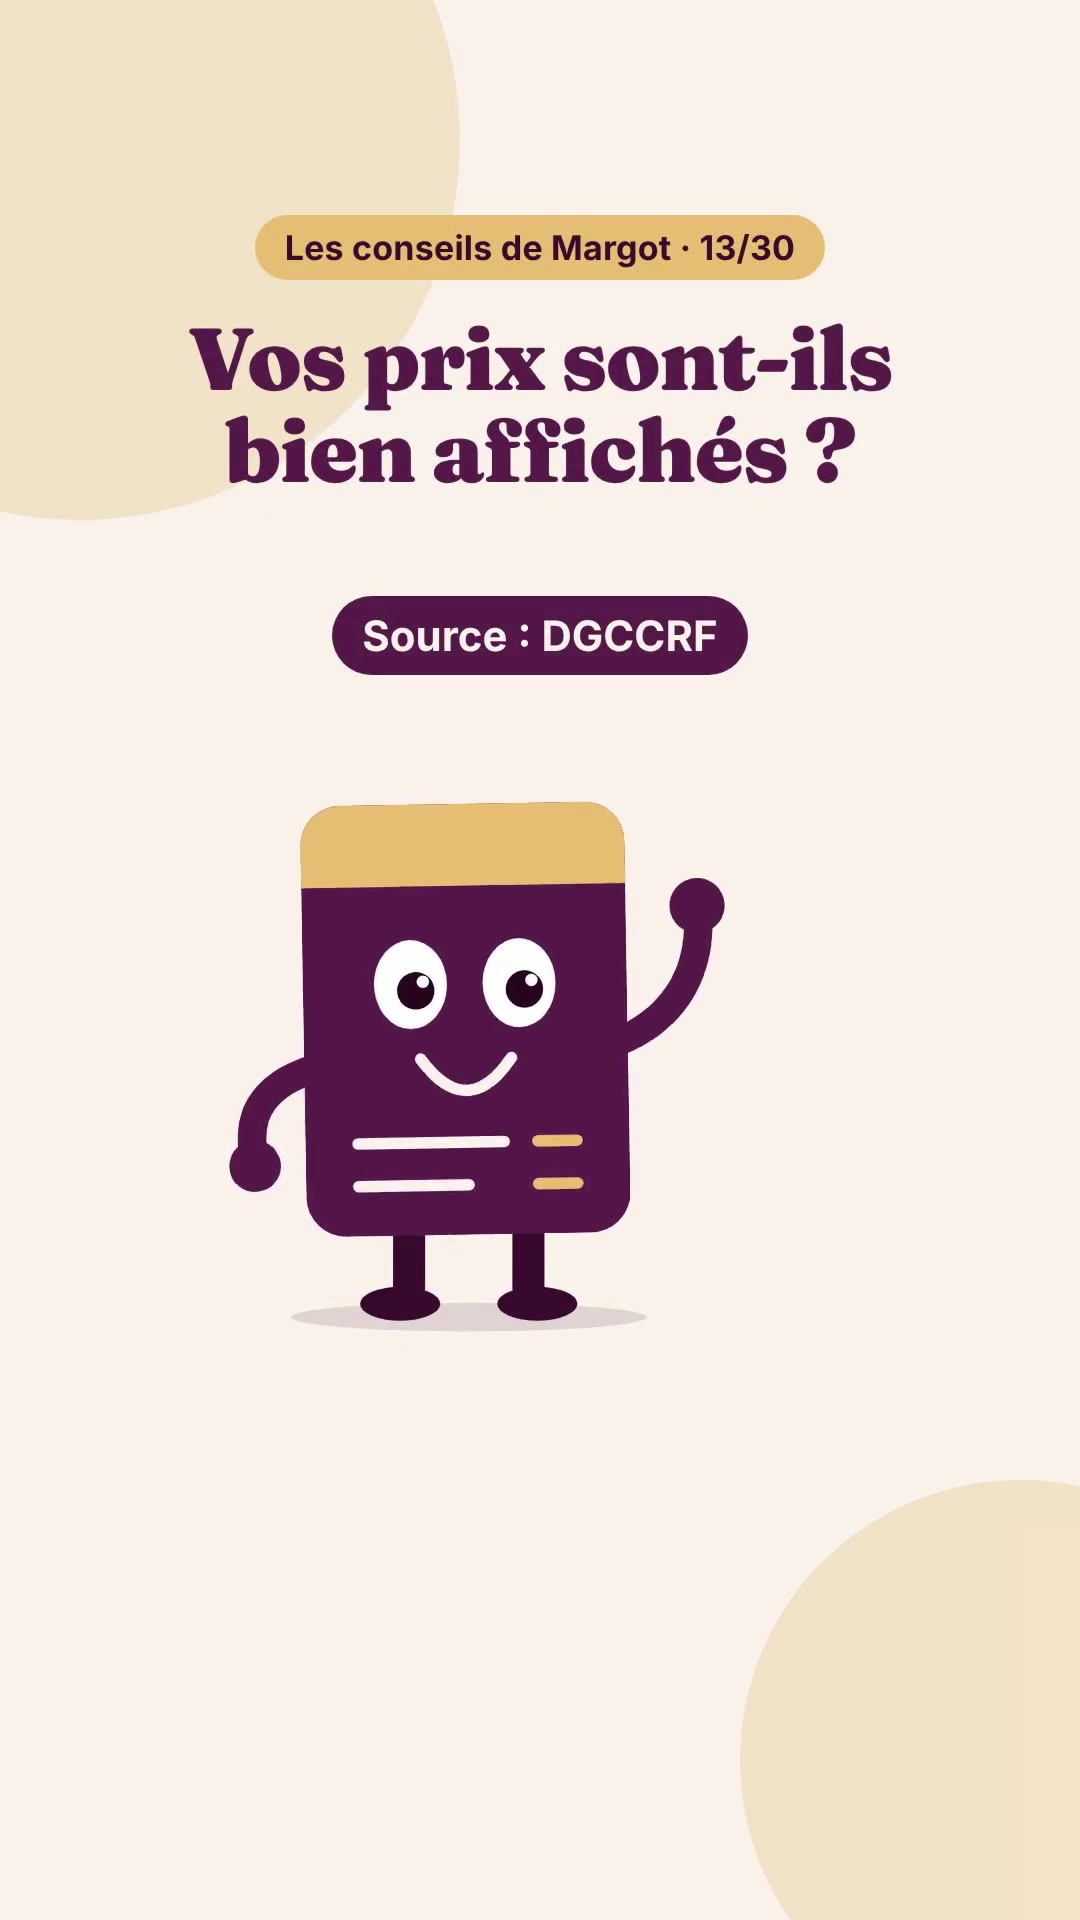 Les conseils de Margot · 13/30
Vos prix sont-ils
bien affichés ?
Source : DGCCRF